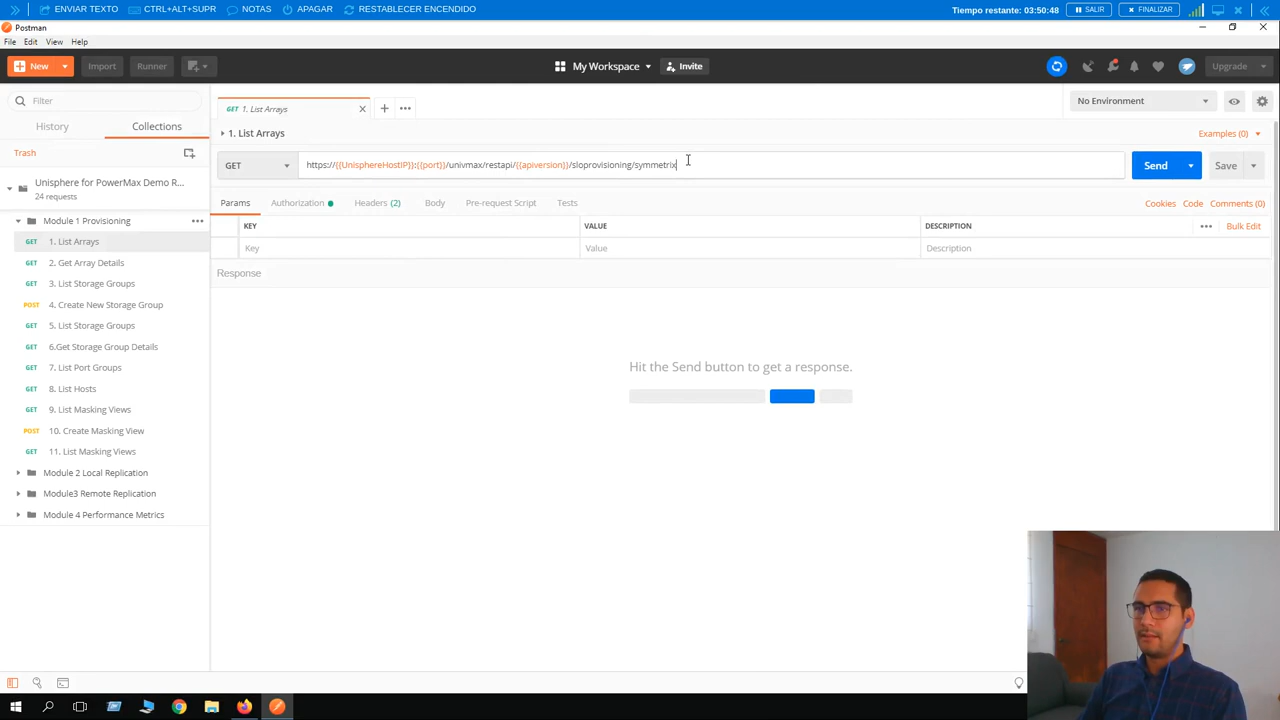 ENVIAR TEXTO CTRL+ALT+SUPR NOTAS APAGAR RESTABLECER ENCENDIDO Tiempo restante: 03:50:48 SALIR FINALIZAR
Postman
File Edit View Help
New Import Runner My Workspace Invite Upgrade
Filter
History Collections
Trash
Unisphere for PowerMax Demo R...
24 requests
Module 1 Provisioning
GET 1. List Arrays
GET 2. Get Array Details
GET 3. List Storage Groups
POST 4. Create New Storage Group
GET 5. List Storage Groups
GET 6.Get Storage Group Details
GET 7. List Port Groups
GET 8. List Hosts
GET 9. List Masking Views
POST 10. Create Masking View
GET 11. List Masking Views
Module 2 Local Replication
Module3 Remote Replication
Module 4 Performance Metrics
GET 1. List Arrays
No Environment
1. List Arrays
Examples (0)
GET https://{{UnisphereHostIP}}:{{port}}/univmax/restapi/{{apiversion}}/sloprovisioning/symmetrix Send Save
Params Authorization Headers (2) Body Pre-request Script Tests Cookies Code Comments (0)
KEY VALUE DESCRIPTION Bulk Edit
Key Value Description
Response
Hit the Send button to get a response.